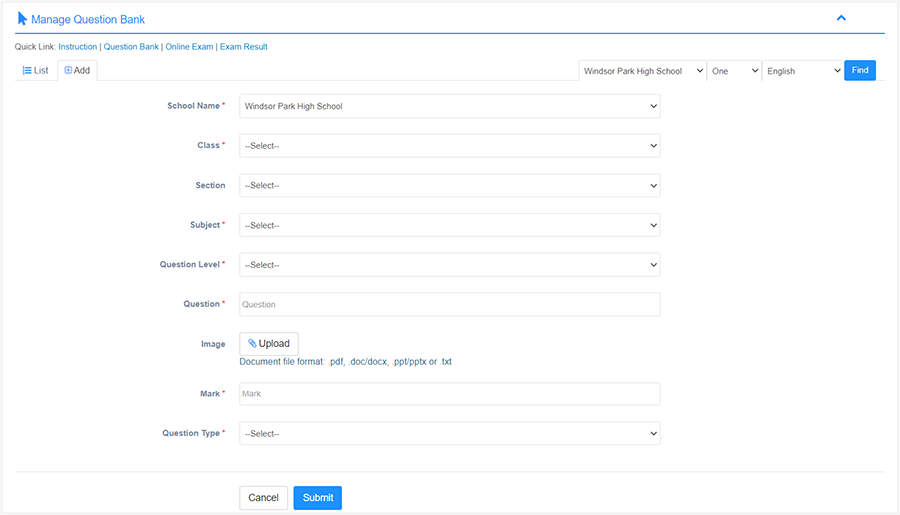 Manage Question Bank
Quick Link: Instruction | Question Bank | Online Exam | Exam Result
List Add Windsor Park High School One English Find
School Name * Windsor Park High School
Class * --Select--
Section --Select--
Subject * --Select--
Question Level * --Select--
Question * Question
Image Upload
Document file format: .pdf, .doc/docx, .ppt/pptx or .txt
Mark * Mark
Question Type * --Select--
Cancel Submit